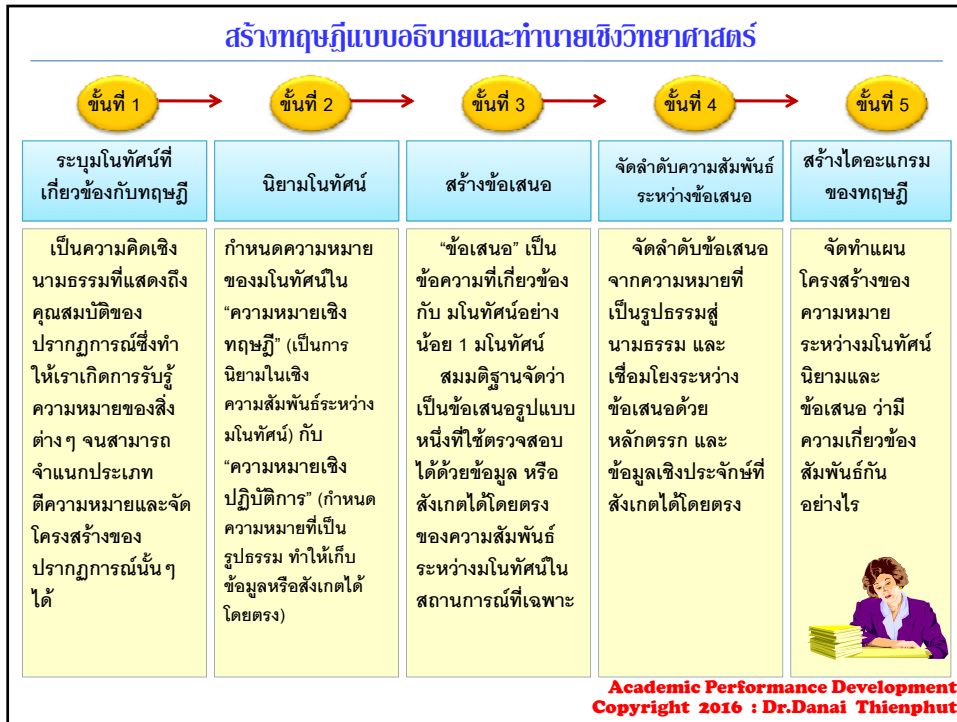 สร้างทฤษฎีแบบอธิบายและทำนายเชิงวิทยาศาสตร์
ขั้นที่ 1
ขั้นที่ 2
ขั้นที่ 3
ขั้นที่ 4
ขั้นที่ 5
ระบุมโนทัศน์ที่
เกี่ยวข้องกับทฤษฎี
นิยามมโนทัศน์
สร้างข้อเสนอ
จัดลำดับความสัมพันธ์
ระหว่างข้อเสนอ
สร้างไดอะแกรม
ของทฤษฎี
เป็นความคิดเชิง
นามธรรมที่แสดงถึง
คุณสมบัติของ
ปรากฏการณ์ซึ่งทำ
ให้เราเกิดการรับรู้
ความหมายของสิ่ง
ต่างๆ จนสามารถ
จำแนกประเภท
ตีความหมายและจัด
โครงสร้างของ
ปรากฏการณ์นั้นๆ
ได้
กำหนดความหมาย
ของมโนทัศน์ใน
“ความหมายเชิง
ทฤษฎี” (เป็นการ
นิยามในเชิง
ความสัมพันธ์ระหว่าง
มโนทัศน์) กับ
“ความหมายเชิง
ปฏิบัติการ” (กำหนด
ความหมายที่เป็น
รูปธรรม ทำให้เก็บ
ข้อมูลหรือสังเกตได้
โดยตรง)
“ข้อเสนอ” เป็น
ข้อความที่เกี่ยวข้อง
กับ มโนทัศน์อย่าง
น้อย 1 มโนทัศน์
สมมติฐานจัดว่า
เป็นข้อเสนอรูปแบบ
หนึ่งที่ใช้ตรวจสอบ
ได้ด้วยข้อมูล หรือ
สังเกตได้โดยตรง
ของความสัมพันธ์
ระหว่างมโนทัศน์ใน
สถานการณ์ที่เฉพาะ
จัดลำดับข้อเสนอ
จากความหมายที่
เป็นรูปธรรมสู่
นามธรรม และ
เชื่อมโยงระหว่าง
ข้อเสนอด้วย
หลักตรรก และ
ข้อมูลเชิงประจักษ์ที่
สังเกตได้โดยตรง
จัดทำแผน
โครงสร้างของ
ความหมาย
ระหว่างมโนทัศน์
นิยามและ
ข้อเสนอ ว่ามี
ความเกี่ยวข้อง
สัมพันธ์กัน
อย่างไร
Academic Performance Development
Copyright 2016 : Dr.Danai Thienphut